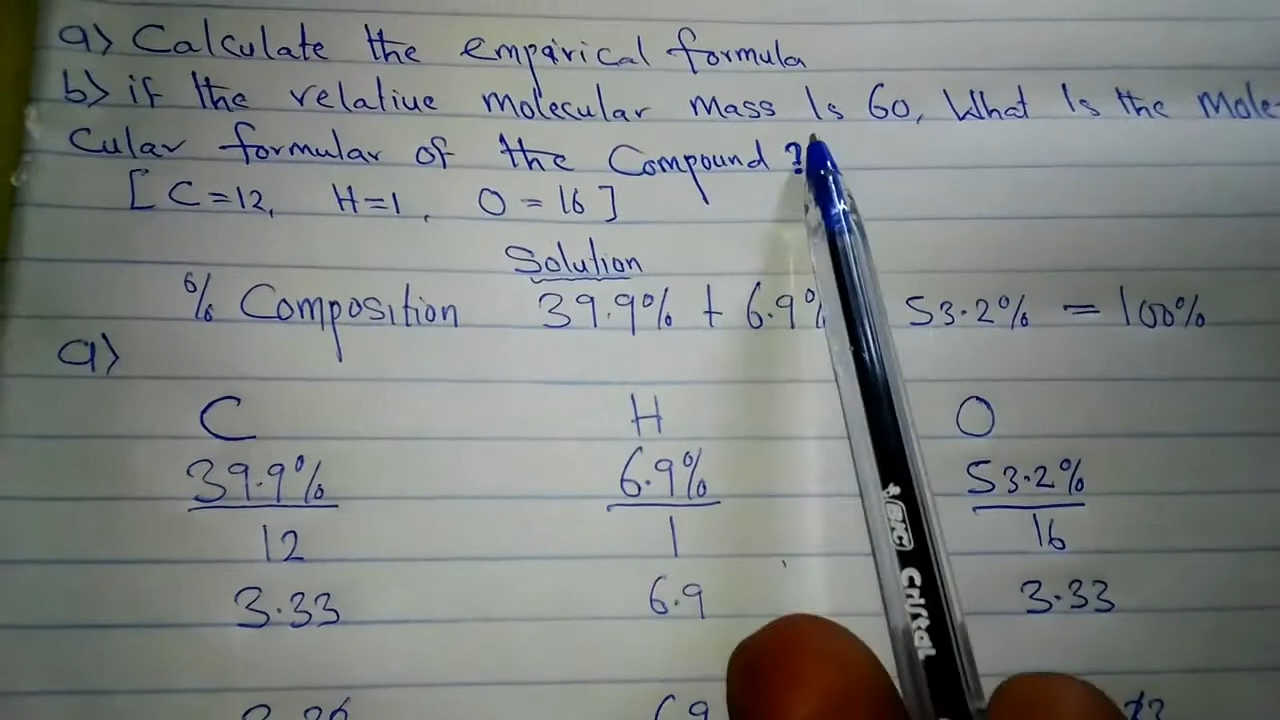 a) Calculate the empirical formula
b) if the relative molecular mass is 60, What is the Mole-
cular formular of the Compound ?
[ C=12, H=1, O = 16 ]
Solution
% Composition 39.9% + 6.9% 53.2% = 100%
a)
C H O
39.9% 6.9% 53.2%
12 1 16
3.33 6.9 3.33
BIC Cristal